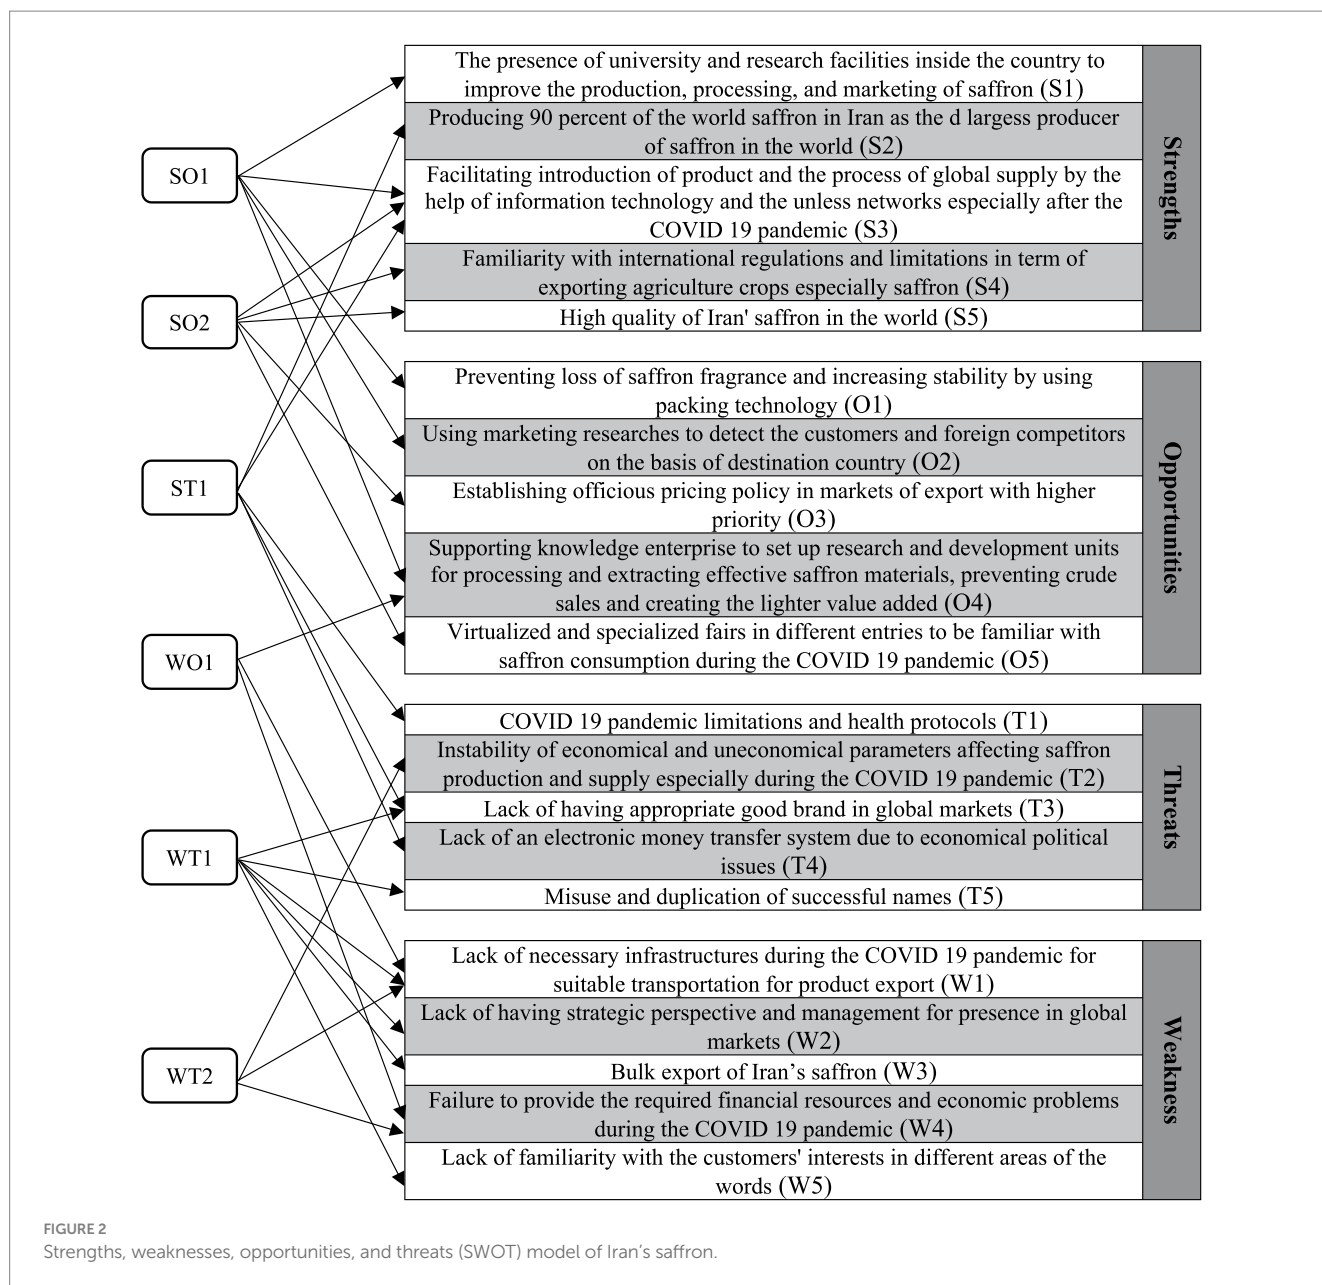 SO1
SO2
ST1
WO1
WT1
WT2
The presence of university and research facilities inside the country to
improve the production, processing, and marketing of saffron (S1)
Producing 90 percent of the world saffron in Iran as the d largess producer
of saffron in the world (S2)
Facilitating introduction of product and the process of global supply by the
help of information technology and the unless networks especially after the
COVID 19 pandemic (S3)
Familiarity with international regulations and limitations in term of
exporting agriculture crops especially saffron (S4)
High quality of Iran' saffron in the world (S5)
Strengths
Preventing loss of saffron fragrance and increasing stability by using
packing technology (O1)
Using marketing researches to detect the customers and foreign competitors
on the basis of destination country (O2)
Establishing officious pricing policy in markets of export with higher
priority (O3)
Supporting knowledge enterprise to set up research and development units
for processing and extracting effective saffron materials, preventing crude
sales and creating the lighter value added (O4)
Virtualized and specialized fairs in different entries to be familiar with
saffron consumption during the COVID 19 pandemic (O5)
Opportunities
COVID 19 pandemic limitations and health protocols (T1)
Instability of economical and uneconomical parameters affecting saffron
production and supply especially during the COVID 19 pandemic (T2)
Lack of having appropriate good brand in global markets (T3)
Lack of an electronic money transfer system due to economical political
issues (T4)
Misuse and duplication of successful names (T5)
Threats
Lack of necessary infrastructures during the COVID 19 pandemic for
suitable transportation for product export (W1)
Lack of having strategic perspective and management for presence in global
markets (W2)
Bulk export of Iran’s saffron (W3)
Failure to provide the required financial resources and economic problems
during the COVID 19 pandemic (W4)
Lack of familiarity with the customers' interests in different areas of the
words (W5)
Weakness
FIGURE 2
Strengths, weaknesses, opportunities, and threats (SWOT) model of Iran’s saffron.